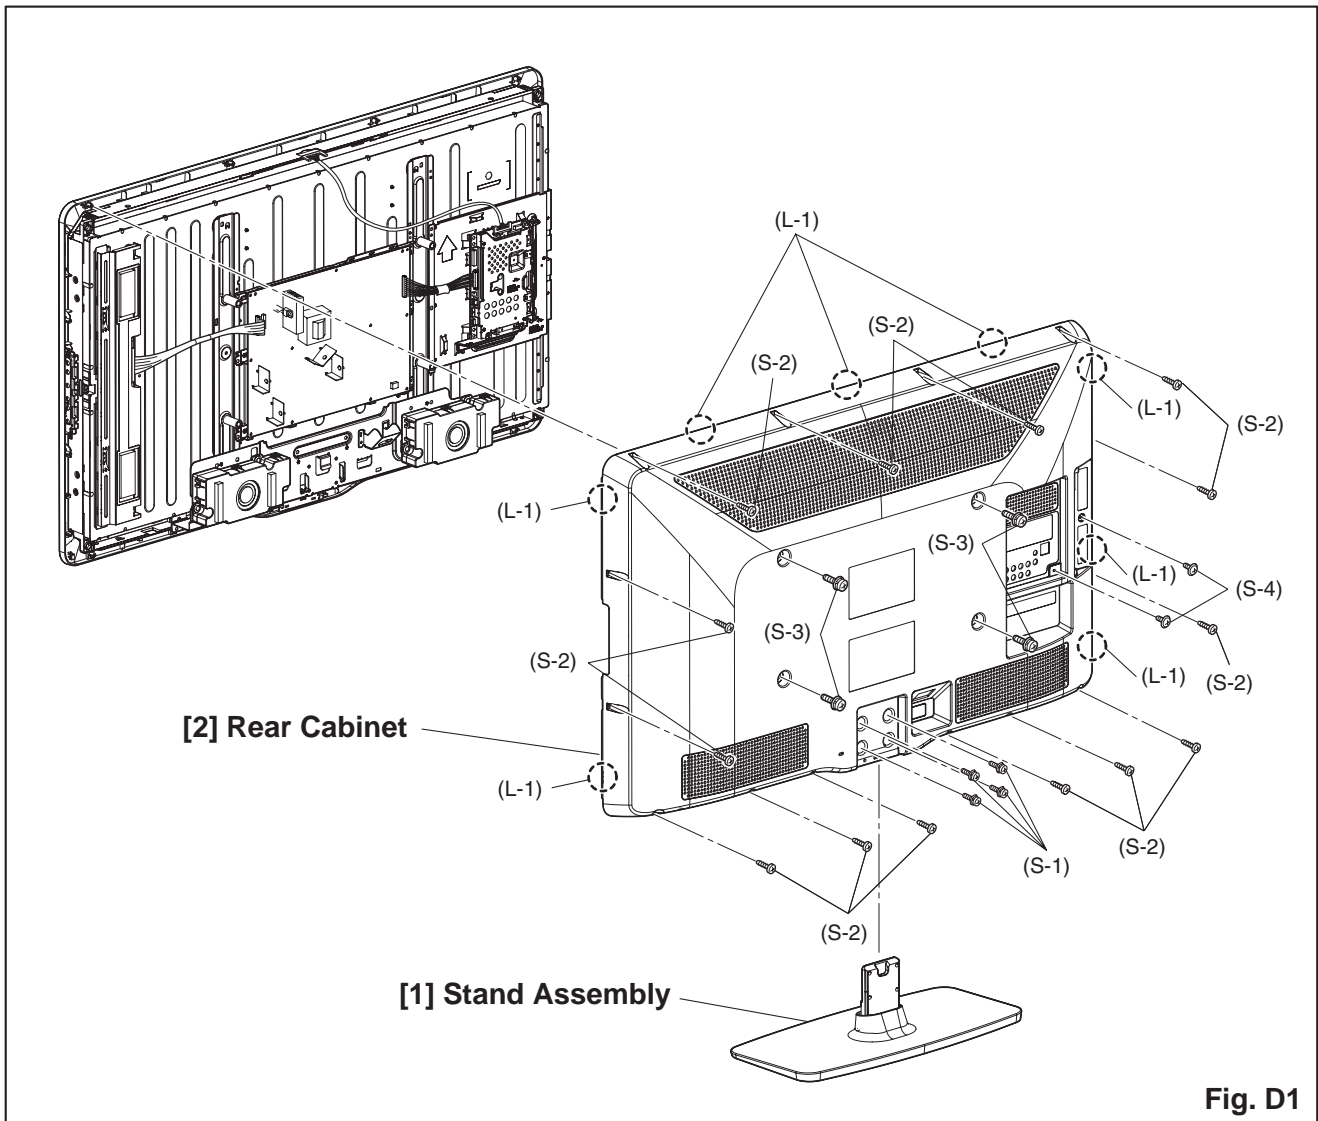 (L-1)
(S-2)
(S-2)
(L-1)
(S-2)
(L-1)
(S-3)
(L-1)
(S-4)
(S-3)
(S-2)
(L-1)
(S-2)
[2] Rear Cabinet
(L-1)
(S-2)
(S-1)
(S-2)
[1] Stand Assembly
Fig. D1